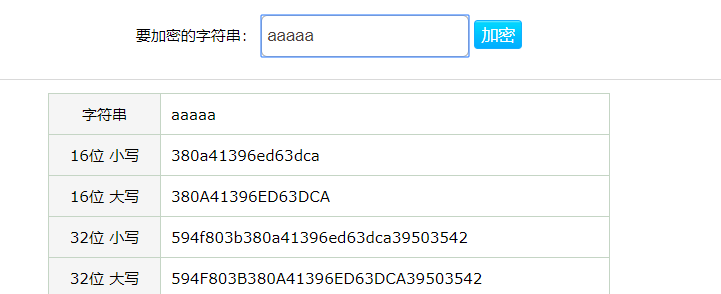 要加密的字符串： aaaaa 加密
字符串 aaaaa
16位 小写 380a41396ed63dca
16位 大写 380A41396ED63DCA
32位 小写 594f803b380a41396ed63dca39503542
32位 大写 594F803B380A41396ED63DCA39503542